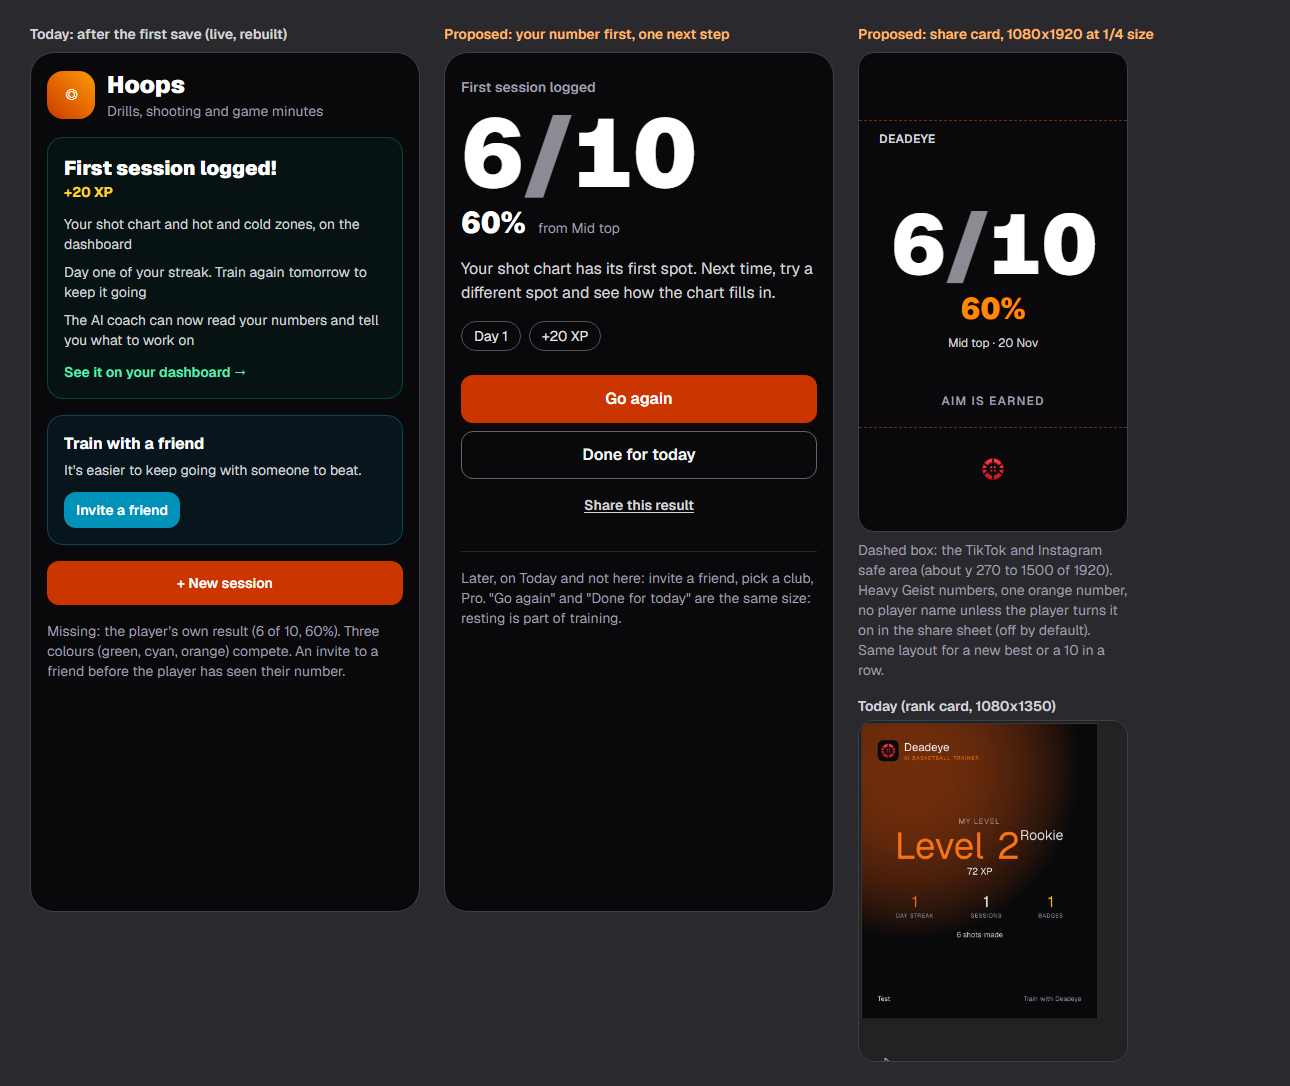 Today: after the first save (live, rebuilt)
Hoops
Drills, shooting and game minutes
First session logged!
+20 XP
Your shot chart and hot and cold zones, on the
dashboard
Day one of your streak. Train again tomorrow to
keep it going
The AI coach can now read your numbers and tell
you what to work on
See it on your dashboard →
Train with a friend
It's easier to keep going with someone to beat.
Invite a friend
+ New session
Missing: the player's own result (6 of 10, 60%). Three
colours (green, cyan, orange) compete. An invite to a
friend before the player has seen their number.
Proposed: your number first, one next step
First session logged
6/10
60% from Mid top
Your shot chart has its first spot. Next time, try a
different spot and see how the chart fills in.
Day 1
+20 XP
Go again
Done for today
Share this result
Later, on Today and not here: invite a friend, pick a club,
Pro. "Go again" and "Done for today" are the same size:
resting is part of training.
Proposed: share card, 1080x1920 at 1/4 size
DEADEYE
6/10
60%
Mid top · 20 Nov
AIM IS EARNED
Dashed box: the TikTok and Instagram
safe area (about y 270 to 1500 of 1920).
Heavy Geist numbers, one orange number,
no player name unless the player turns it
on in the share sheet (off by default).
Same layout for a new best or a 10 in a
row.
Today (rank card, 1080x1350)
Deadeye
AI BASKETBALL TRAINER
MY LEVEL
Level 2 Rookie
72 XP
1 1 1
DAY STREAK SESSIONS BADGES
6 shots made
Test
Train with Deadeye